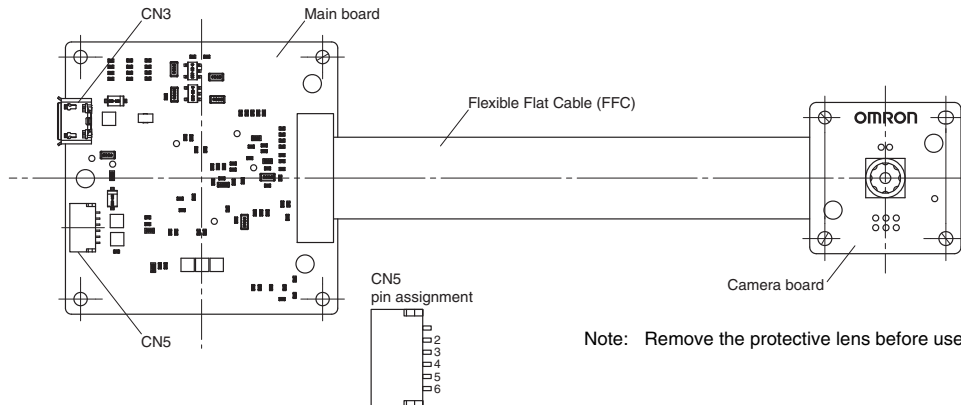 CN3
Main board
Flexible Flat Cable (FFC)
OMRON
Camera board
CN5
CN5
pin assignment
2
3
4
5
6
Note: Remove the protective lens before use